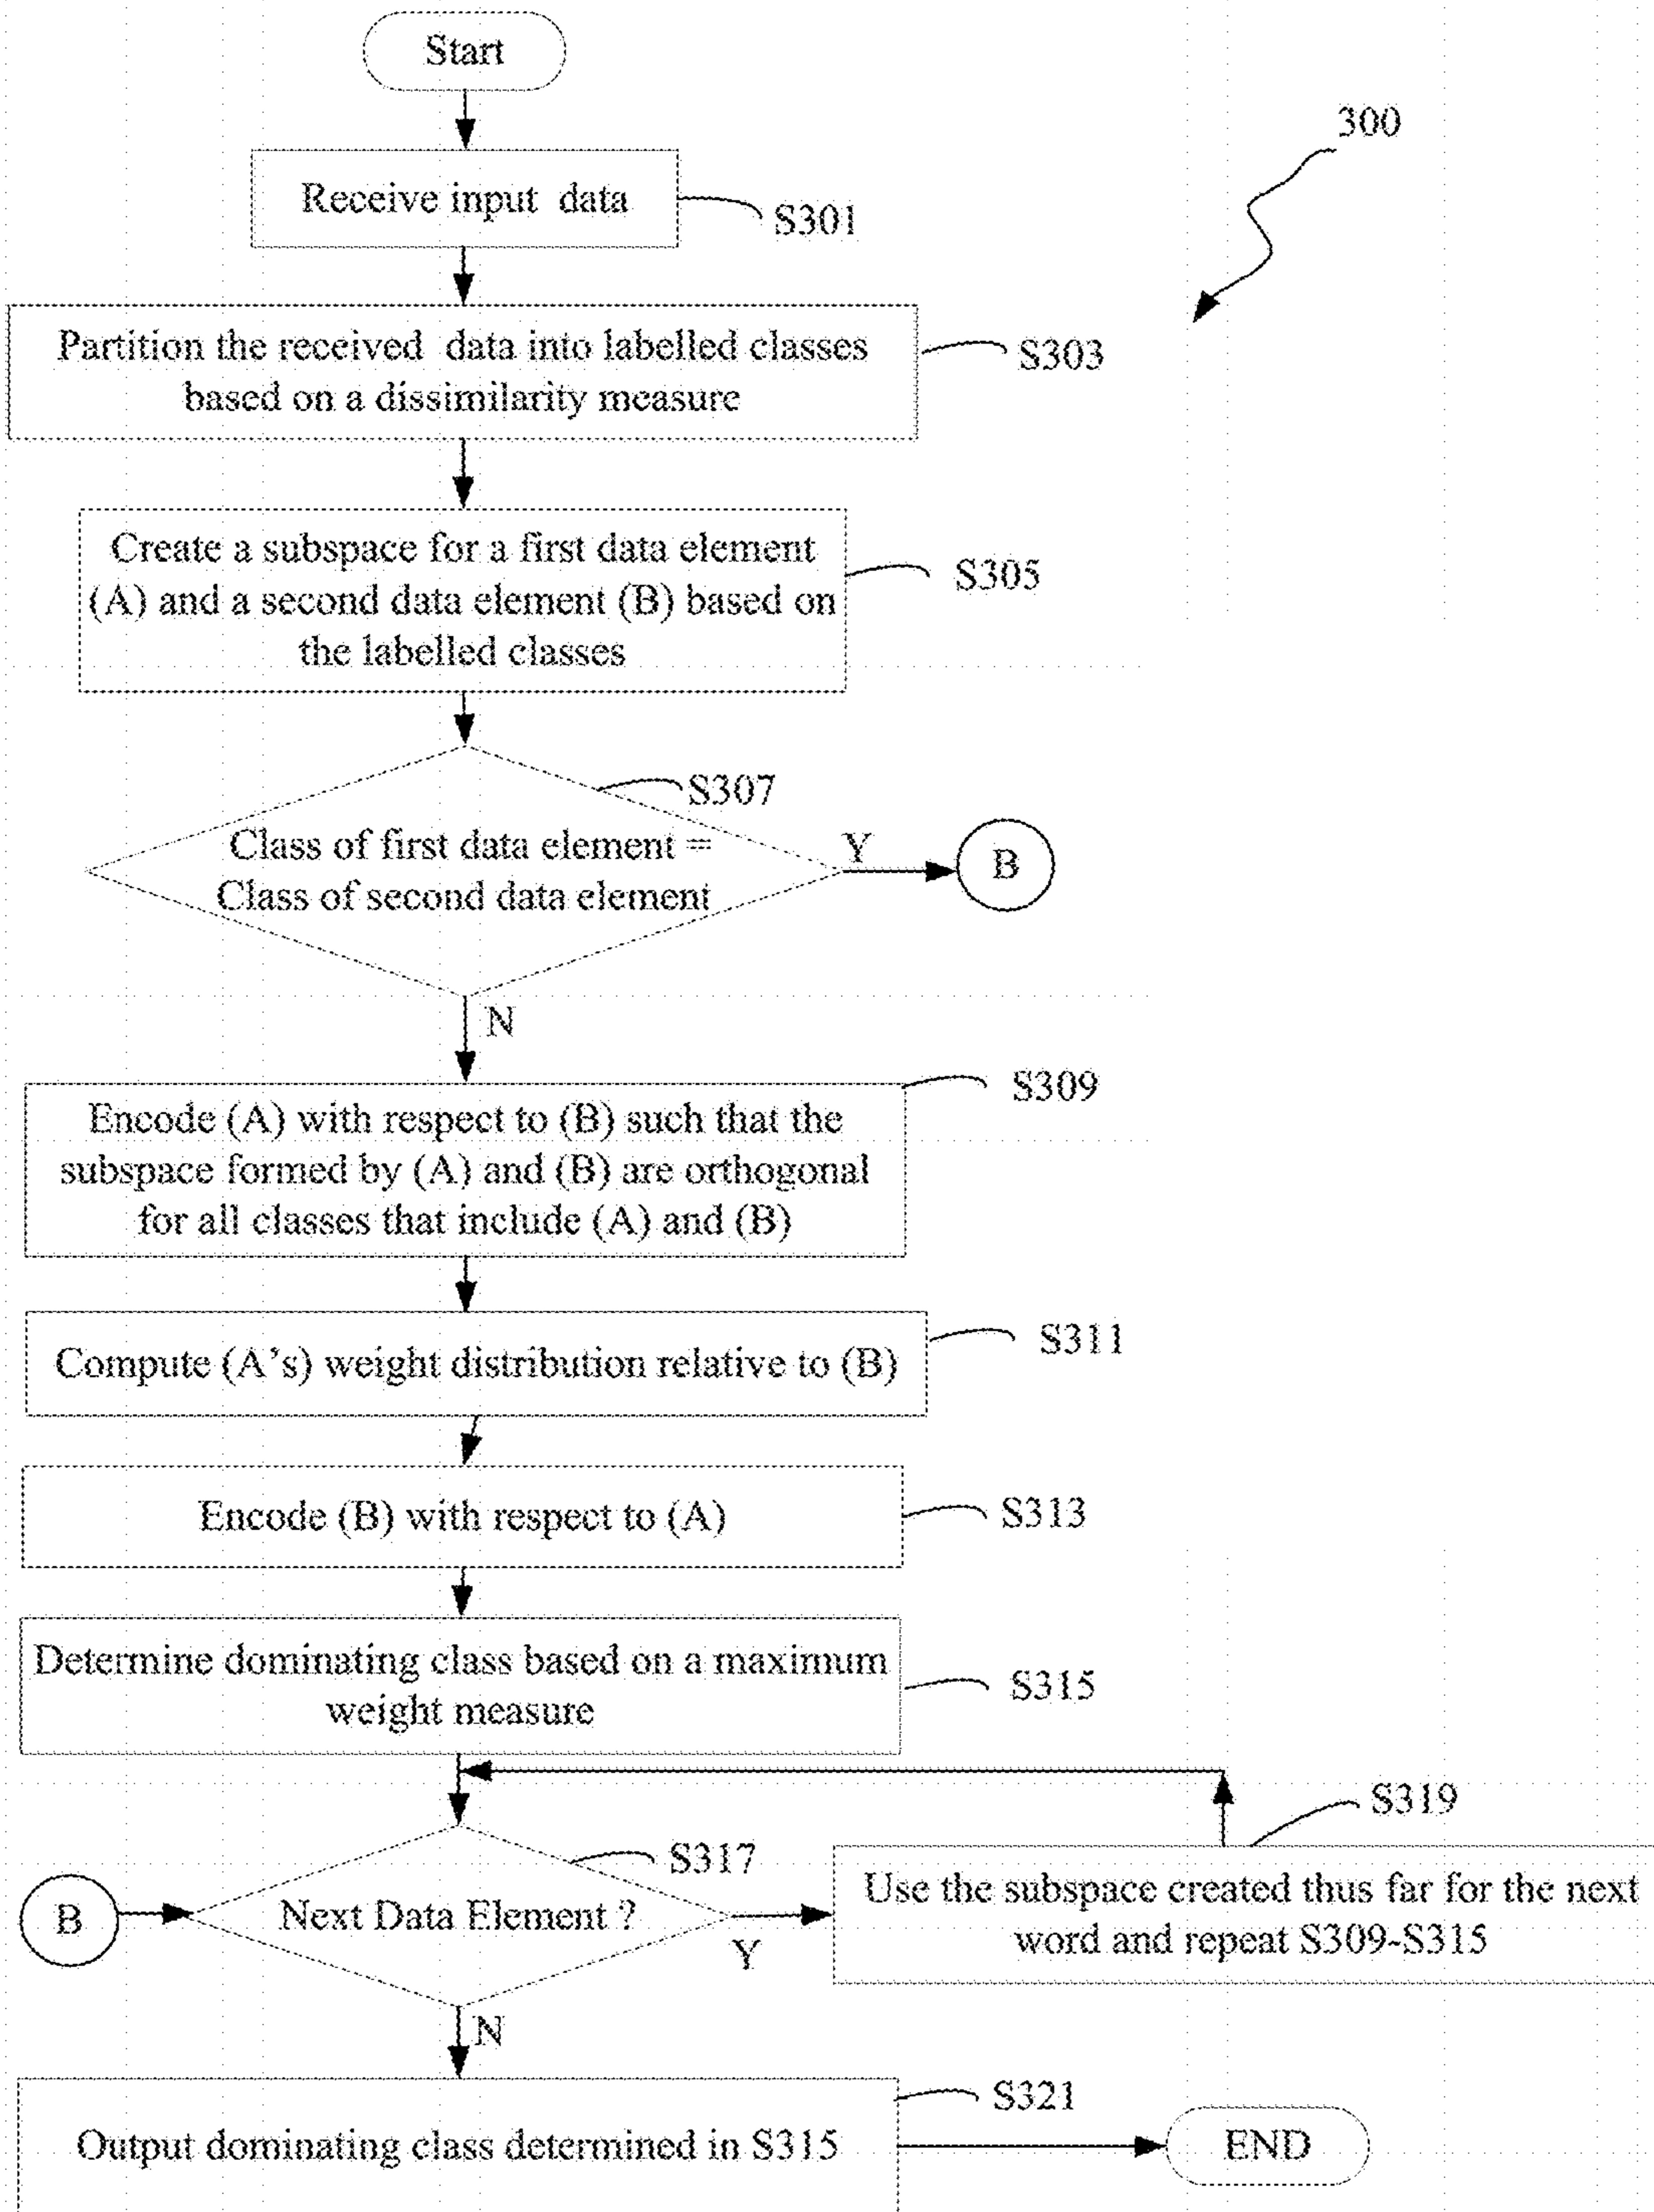 Start
300
Receive input data
S301
Partition the received data into labelled classes
based on a dissimilarity measure
S303
Create a subspace for a first data element
(A) and a second data element (B) based on
the labelled classes
S305
S307
Class of first data element =
Class of second data element
Y
B
N
S309
Encode (A) with respect to (B) such that the
subspace formed by (A) and (B) are orthogonal
for all classes that include (A) and (B)
S311
Compute (A's) weight distribution relative to (B)
Encode (B) with respect to (A)
S313
Determine dominating class based on a maximum
weight measure
S315
S319
S317
B
Next Data Element ?
Y
Use the subspace created thus far for the next
word and repeat S309-S315
N
S321
Output dominating class determined in S315
END